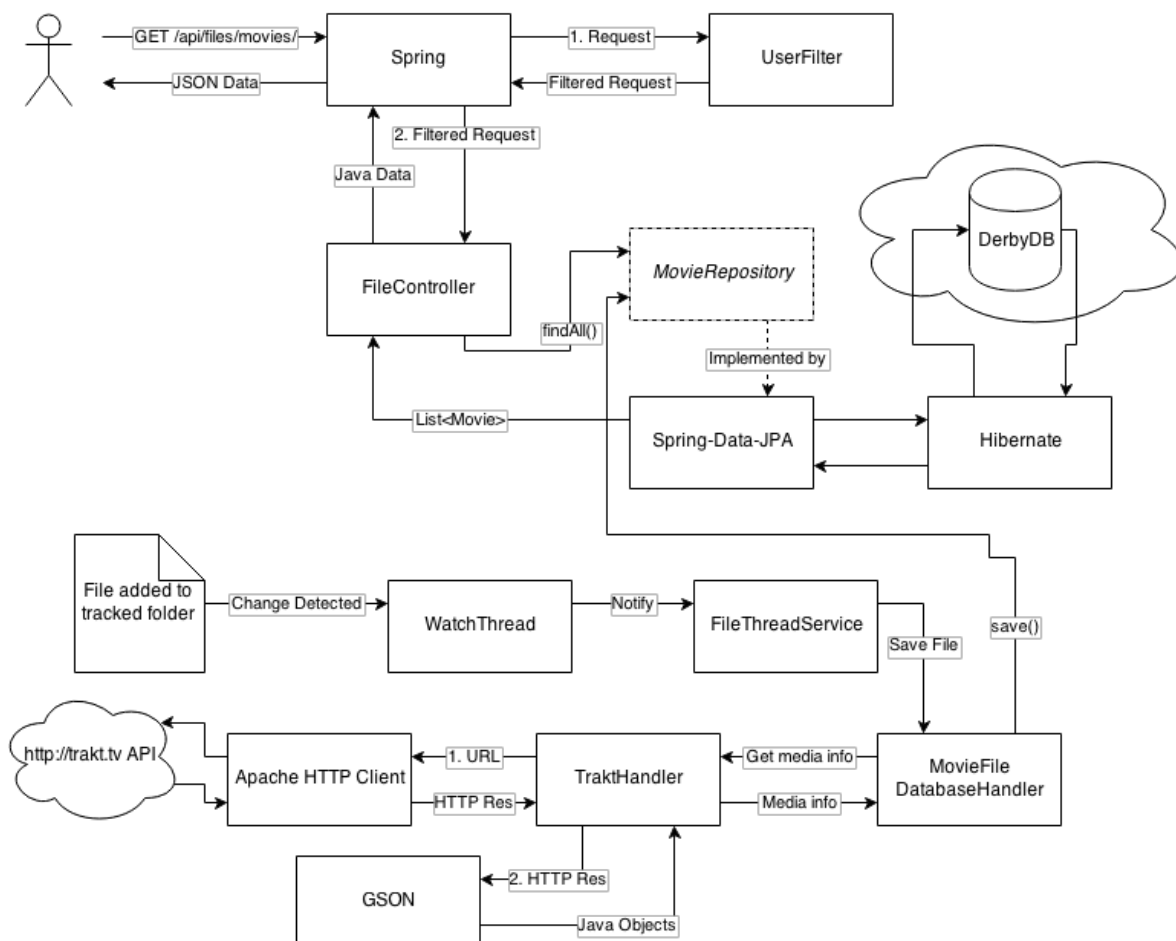 GET /api/files/movies/
JSON Data
Spring
1. Request
Filtered Request
UserFilter
2. Filtered Request
Java Data
FileController
findAll()
MovieRepository
DerbyDB
Implemented by
List<Movie>
Spring-Data-JPA
Hibernate
File added to
tracked folder
Change Detected
WatchThread
Notify
FileThreadService
Save File
save()
http://trakt.tv API
Apache HTTP Client
1. URL
HTTP Res
TraktHandler
Get media info
Media info
MovieFile
DatabaseHandler
GSON
2. HTTP Res
Java Objects